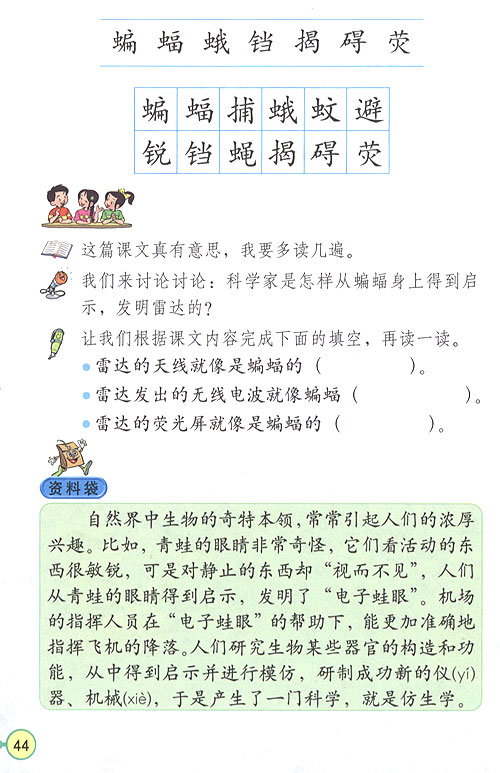 蝙 蝠 蛾 铛 揭 碍 荧
蝙 蝠 捕 蛾 蚊 避
锐 铛 蝇 揭 碍 荧
这篇课文真有意思，我要多读几遍。
我们来讨论讨论：科学家是怎样从蝙蝠身上得到启
示，发明雷达的？
让我们根据课文内容完成下面的填空，再读一读。
●雷达的天线就像是蝙蝠的（　　　　）。
●雷达发出的无线电波就像蝙蝠（　　　　）。
●雷达的荧光屏就像是蝙蝠的（　　　　）。
资料袋
自然界中生物的奇特本领，常常引起人们的浓厚
兴趣。比如，青蛙的眼睛非常奇怪，它们看活动的东
西很敏锐，可是对静止的东西却“视而不见”，人们
从青蛙的眼睛得到启示，发明了“电子蛙眼”。机场
的指挥人员在“电子蛙眼”的帮助下，能更加准确地
指挥飞机的降落。人们研究生物某些器官的构造和功
能，从中得到启示并进行模仿，研制成功新的仪(yí)
器、机械(xiè)，于是产生了一门科学，就是仿生学。
44